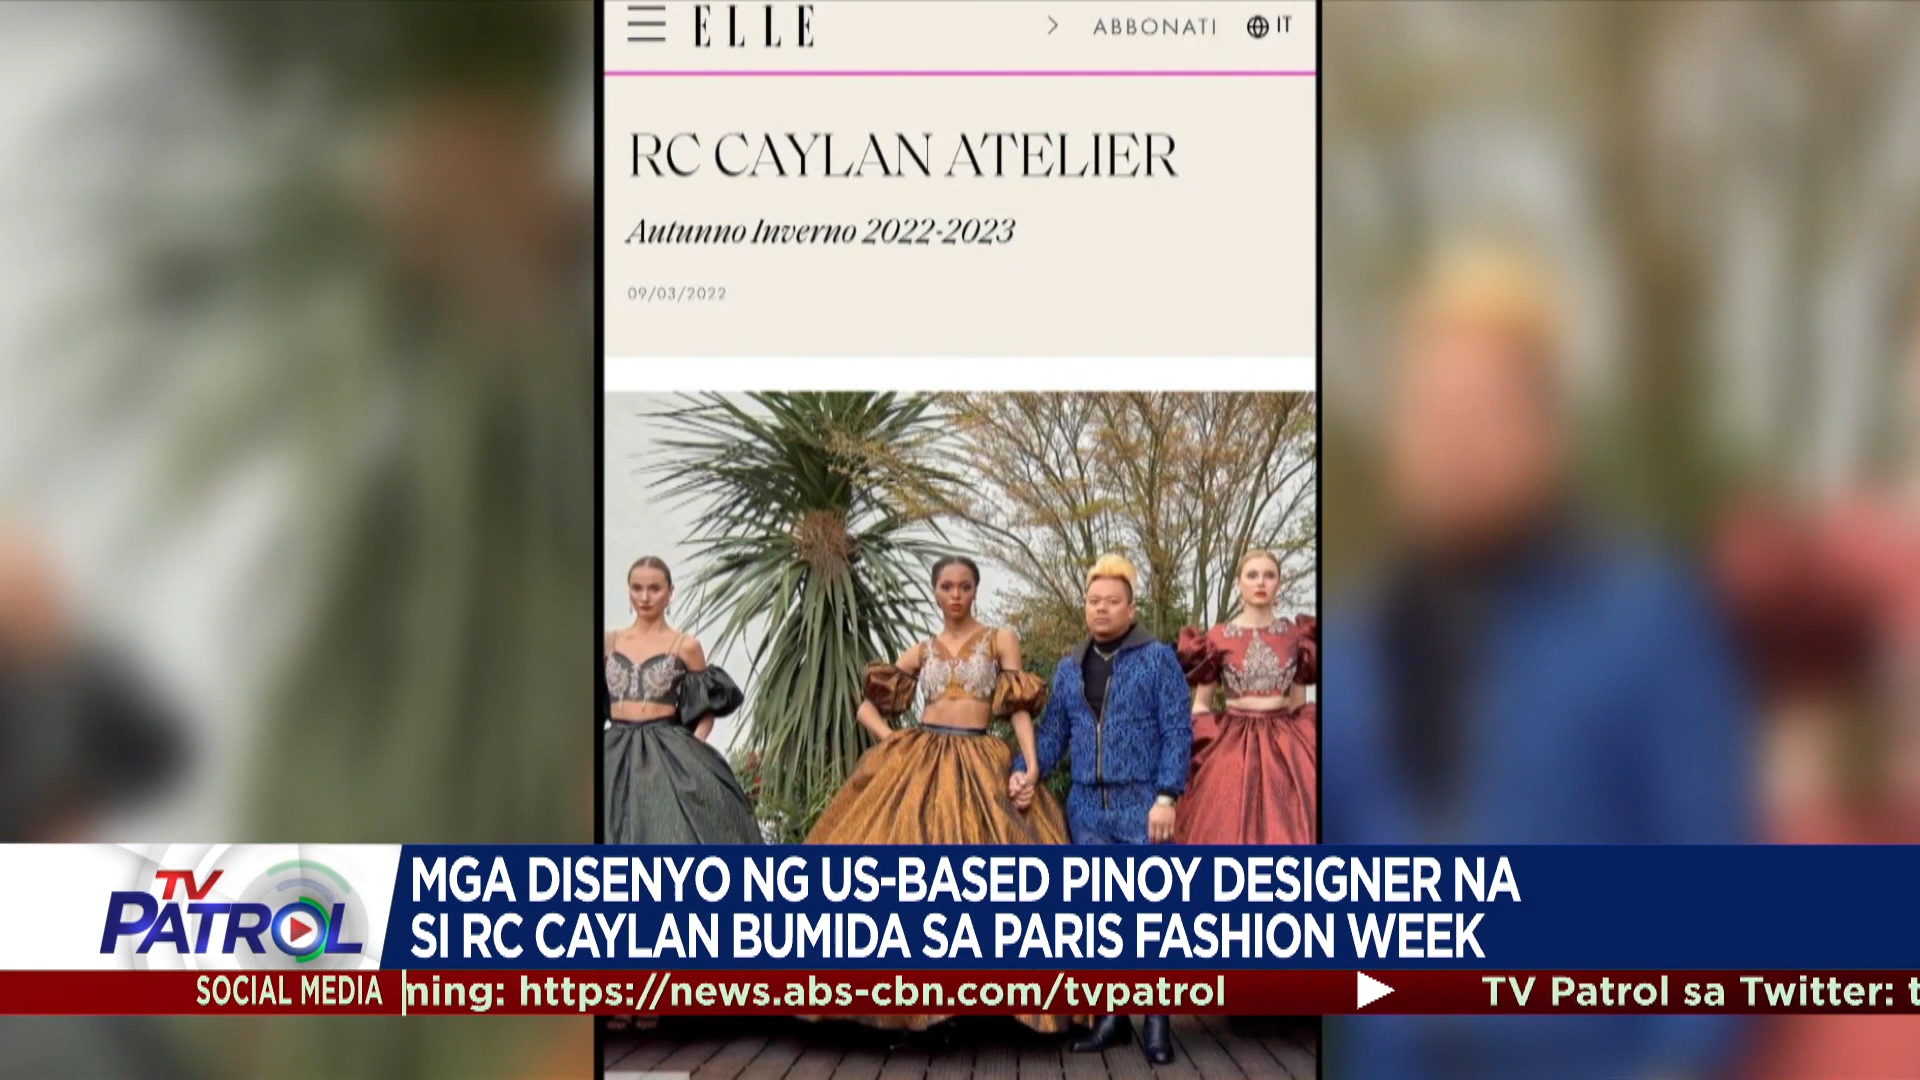 ELLE
> ABBONATI IT
RC CAYLAN ATELIER
Autunno Inverno 2022-2023
09/03/2022
TV PATROL
MGA DISENYO NG US-BASED PINOY DESIGNER NA
SI RC CAYLAN BUMIDA SA PARIS FASHION WEEK
SOCIAL MEDIA ning: https://news.abs-cbn.com/tvpatrol TV Patrol sa Twitter: t